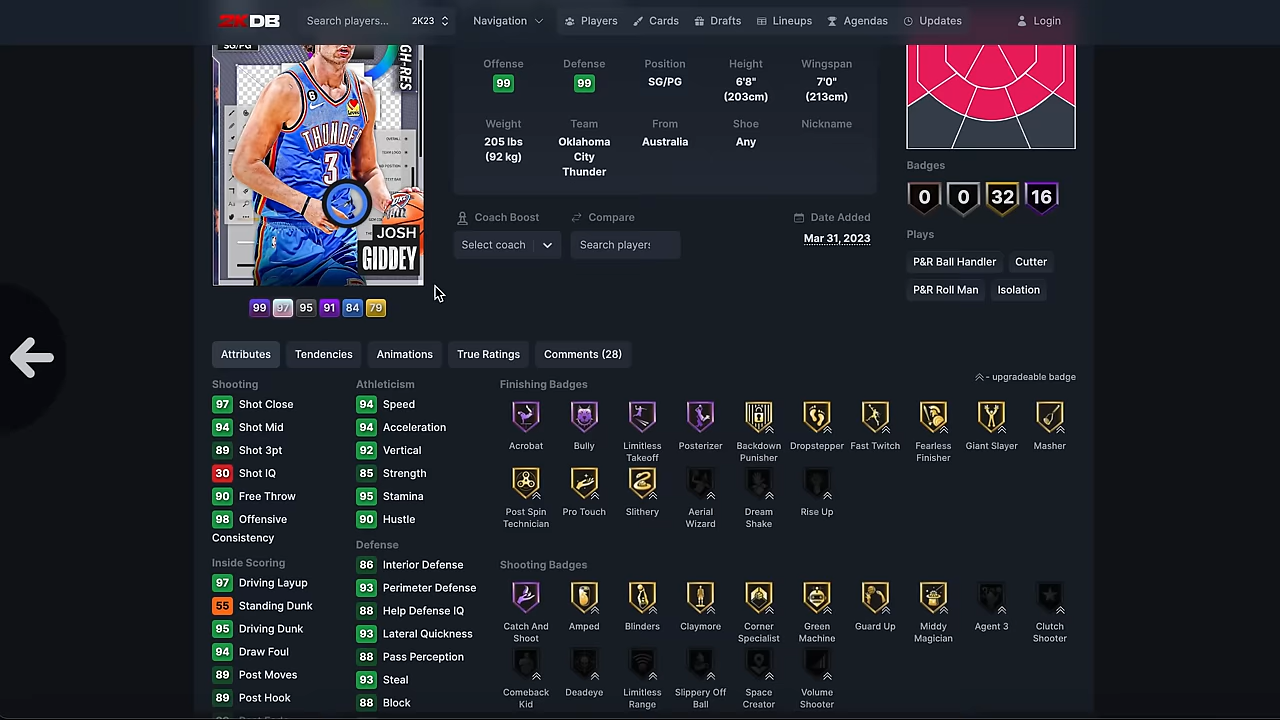 2KDB
Search players...
2K23
Navigation
Players
Cards
Drafts
Lineups
Agendas
Updates
Login
SG/PG
GH-RES
6
THUNDER
3
JOSH
GIDDEY
99 97 95 91 84 79
Offense
99
Defense
99
Position
SG/PG
Height
6'8"
(203cm)
Wingspan
7'0"
(213cm)
Weight
205 lbs
(92 kg)
Team
Oklahoma
City
Thunder
From
Australia
Shoe
Any
Nickname
Coach Boost
Select coach
Compare
Search players
Date Added
Mar 31, 2023
Badges
0 0 32 16
Plays
P&R Ball Handler
Cutter
P&R Roll Man
Isolation
Attributes
Tendencies
Animations
True Ratings
Comments (28)
- upgradeable badge
Shooting
97 Shot Close
94 Shot Mid
89 Shot 3pt
30 Shot IQ
90 Free Throw
98 Offensive
Consistency
Inside Scoring
97 Driving Layup
55 Standing Dunk
95 Driving Dunk
94 Draw Foul
89 Post Moves
89 Post Hook
Athleticism
94 Speed
94 Acceleration
92 Vertical
85 Strength
95 Stamina
90 Hustle
Defense
86 Interior Defense
93 Perimeter Defense
88 Help Defense IQ
93 Lateral Quickness
88 Pass Perception
93 Steal
88 Block
Finishing Badges
Acrobat
Bully
Limitless
Takeoff
Posterizer
Backdown
Punisher
Dropstepper
Fast Twitch
Fearless
Finisher
Giant Slayer
Masher
Post Spin
Technician
Pro Touch
Slithery
Aerial
Wizard
Dream
Shake
Rise Up
Shooting Badges
Catch And
Shoot
Amped
Blinders
Claymore
Corner
Specialist
Green
Machine
Guard Up
Middy
Magician
Agent 3
Clutch
Shooter
Comeback
Kid
Deadeye
Limitless
Range
Slippery Off
Ball
Space
Creator
Volume
Shooter